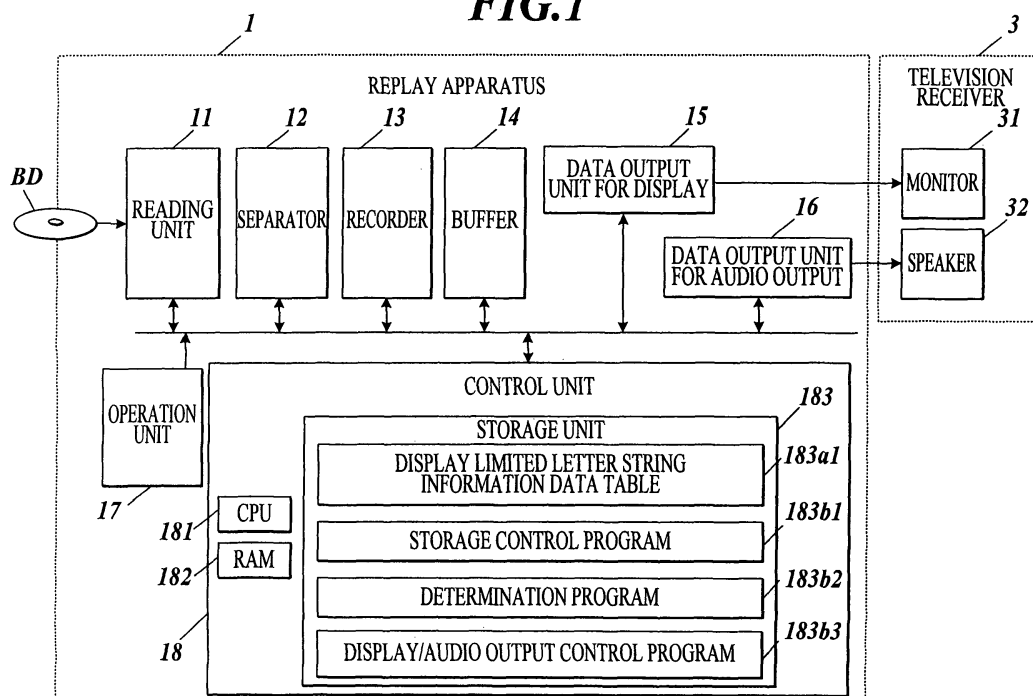 FIG.1
1
3
REPLAY APPARATUS
TELEVISION
RECEIVER
11
12
13
14
15
31
BD
READING
UNIT
SEPARATOR
RECORDER
BUFFER
DATA OUTPUT
UNIT FOR DISPLAY
MONITOR
16
32
DATA OUTPUT UNIT
FOR AUDIO OUTPUT
SPEAKER
OPERATION
UNIT
17
CONTROL UNIT
183
STORAGE UNIT
DISPLAY LIMITED LETTER STRING
INFORMATION DATA TABLE
183a1
181
CPU
STORAGE CONTROL PROGRAM
183b1
182
RAM
DETERMINATION PROGRAM
183b2
18
DISPLAY/AUDIO OUTPUT CONTROL PROGRAM
183b3